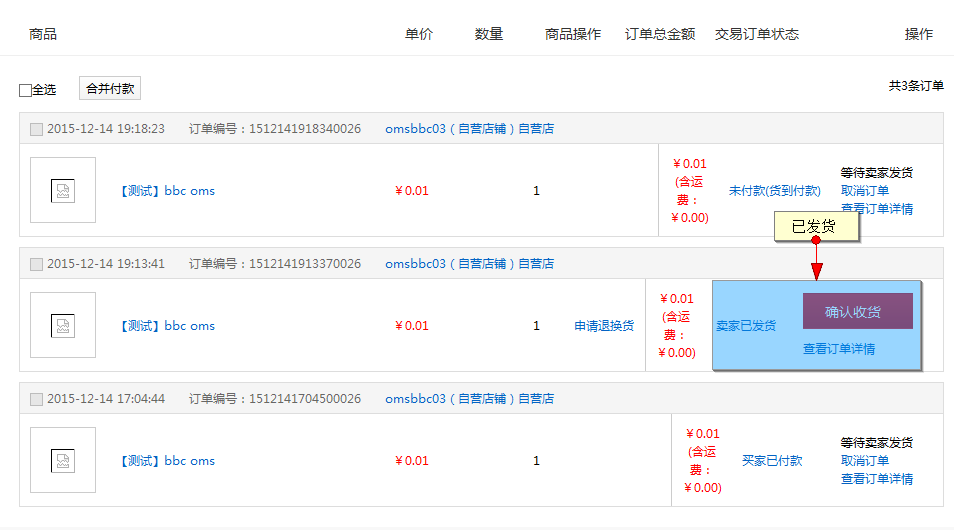 商品 单价 数量 商品操作 订单总金额 交易订单状态 操作
全选 合并付款 共3条订单
2015-12-14 19:18:23 订单编号：1512141918340026 omsbbc03（自营店铺）自营店
【测试】bbc oms ￥0.01 1 ￥0.01
(含运
费：
￥0.00)
未付款(货到付款)
等待卖家发货
取消订单
查看订单详情
已发货
2015-12-14 19:13:41 订单编号：1512141913370026 omsbbc03（自营店铺）自营店
【测试】bbc oms ￥0.01 1 申请退换货 ￥0.01
(含运
费：
￥0.00)
卖家已发货
确认收货
查看订单详情
2015-12-14 17:04:44 订单编号：1512141704500026 omsbbc03（自营店铺）自营店
【测试】bbc oms ￥0.01 1 ￥0.01
(含运
费：
￥0.00)
买家已付款
等待卖家发货
取消订单
查看订单详情